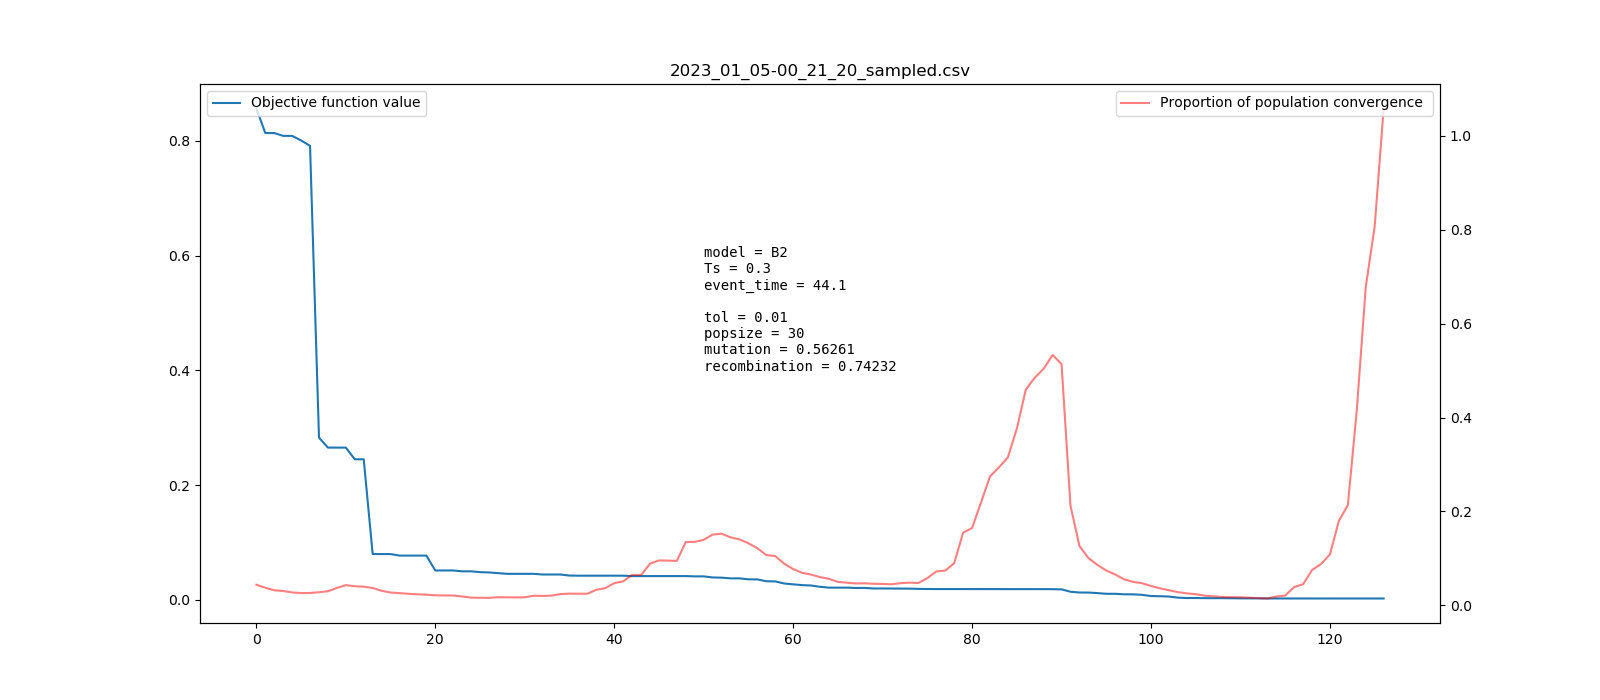 2023_01_05-00_21_20_sampled.csv
Objective function value
Proportion of population convergence
0.8
0.6
0.4
0.2
0.0
1.0
0.8
0.6
0.4
0.2
0.0
model = B2
Ts = 0.3
event_time = 44.1
tol = 0.01
popsize = 30
mutation = 0.56261
recombination = 0.74232
0 20 40 60 80 100 120